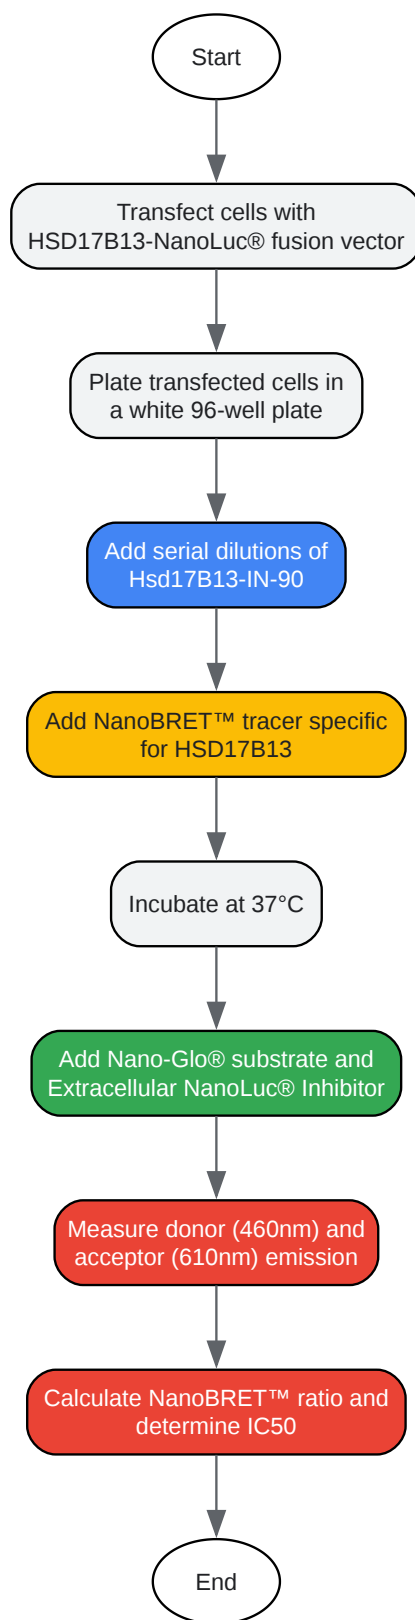 Start
Transfect cells with
HSD17B13-NanoLuc® fusion vector
Plate transfected cells in
a white 96-well plate
Add serial dilutions of
Hsd17B13-IN-90
Add NanoBRET™ tracer specific
for HSD17B13
Incubate at 37°C
Add Nano-Glo® substrate and
Extracellular NanoLuc® Inhibitor
Measure donor (460nm) and
acceptor (610nm) emission
Calculate NanoBRET™ ratio and
determine IC50
End